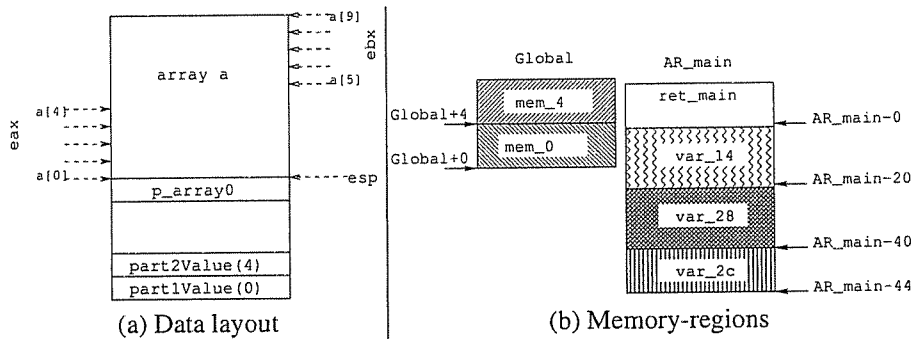 a[9]
ebx
array a
a[5]
a[4]
eax
a[0]
esp
p_array0
part2Value(4)
part1Value(0)
(a) Data layout
Global
AR_main
mem_4
ret_main
Global+4
AR_main-0
mem_0
var_14
Global+0
AR_main-20
var_28
AR_main-40
var_2c
AR_main-44
(b) Memory-regions